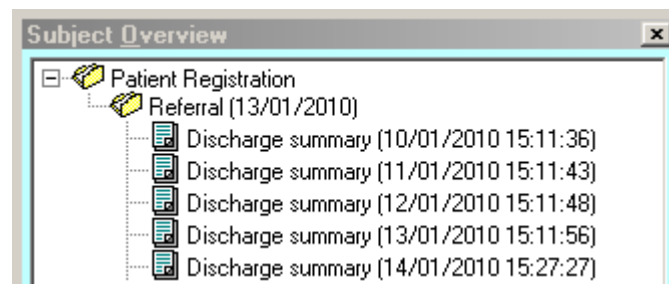 Subject Overview
Patient Registration
Referral (13/01/2010)
Discharge summary (10/01/2010 15:11:36)
Discharge summary (11/01/2010 15:11:43)
Discharge summary (12/01/2010 15:11:48)
Discharge summary (13/01/2010 15:11:56)
Discharge summary (14/01/2010 15:27:27)